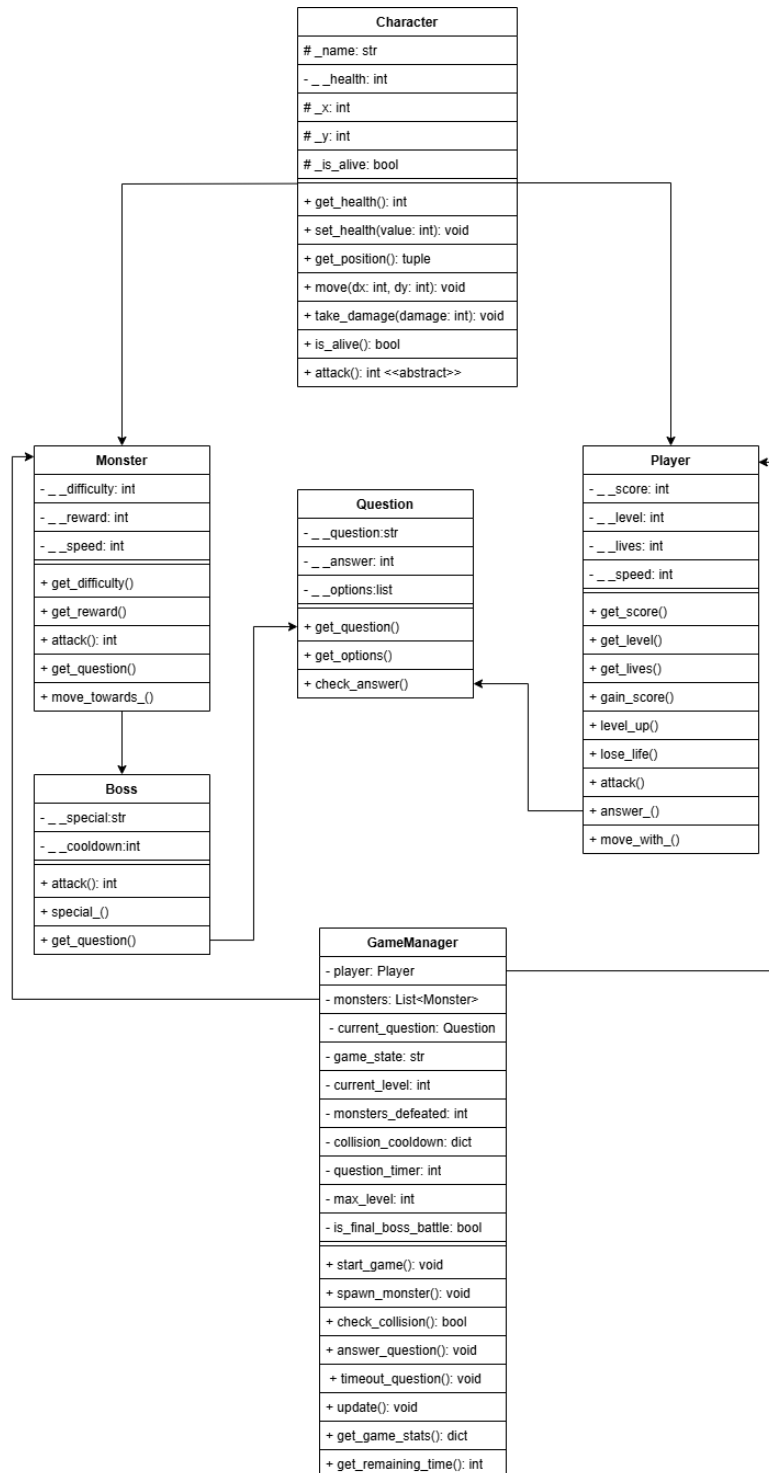 Character
# _name: str
- _ _health: int
# _x: int
# _y: int
# _is_alive: bool
+ get_health(): int
+ set_health(value: int): void
+ get_position(): tuple
+ move(dx: int, dy: int): void
+ take_damage(damage: int): void
+ is_alive(): bool
+ attack(): int <<abstract>>
Monster
- _ _difficulty: int
- _ _reward: int
- _ _speed: int
+ get_difficulty()
+ get_reward()
+ attack(): int
+ get_question()
+ move_towards_()
Question
- _ _question:str
- _ _answer: int
- _ _options:list
+ get_question()
+ get_options()
+ check_answer()
Player
- _ _score: int
- _ _level: int
- _ _lives: int
- _ _speed: int
+ get_score()
+ get_level()
+ get_lives()
+ gain_score()
+ level_up()
+ lose_life()
+ attack()
+ answer_()
+ move_with_()
Boss
- _ _special:str
- _ _cooldown:int
+ attack(): int
+ special_()
+ get_question()
GameManager
- player: Player
- monsters: List<Monster>
- current_question: Question
- game_state: str
- current_level: int
- monsters_defeated: int
- collision_cooldown: dict
- question_timer: int
- max_level: int
- is_final_boss_battle: bool
+ start_game(): void
+ spawn_monster(): void
+ check_collision(): bool
+ answer_question(): void
+ timeout_question(): void
+ update(): void
+ get_game_stats(): dict
+ get_remaining_time(): int